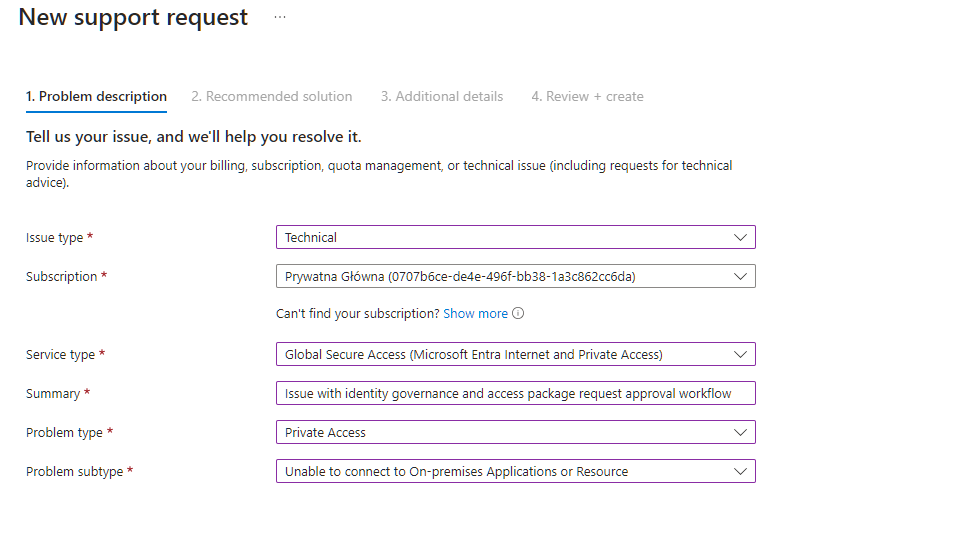 New support request ...
1. Problem description 2. Recommended solution 3. Additional details 4. Review + create
Tell us your issue, and we'll help you resolve it.
Provide information about your billing, subscription, quota management, or technical issue (including requests for technical
advice).
Issue type * Technical
Subscription * Prywatna Główna (0707b6ce-de4e-496f-bb38-1a3c862cc6da)
Can't find your subscription? Show more
Service type * Global Secure Access (Microsoft Entra Internet and Private Access)
Summary * Issue with identity governance and access package request approval workflow
Problem type * Private Access
Problem subtype * Unable to connect to On-premises Applications or Resource